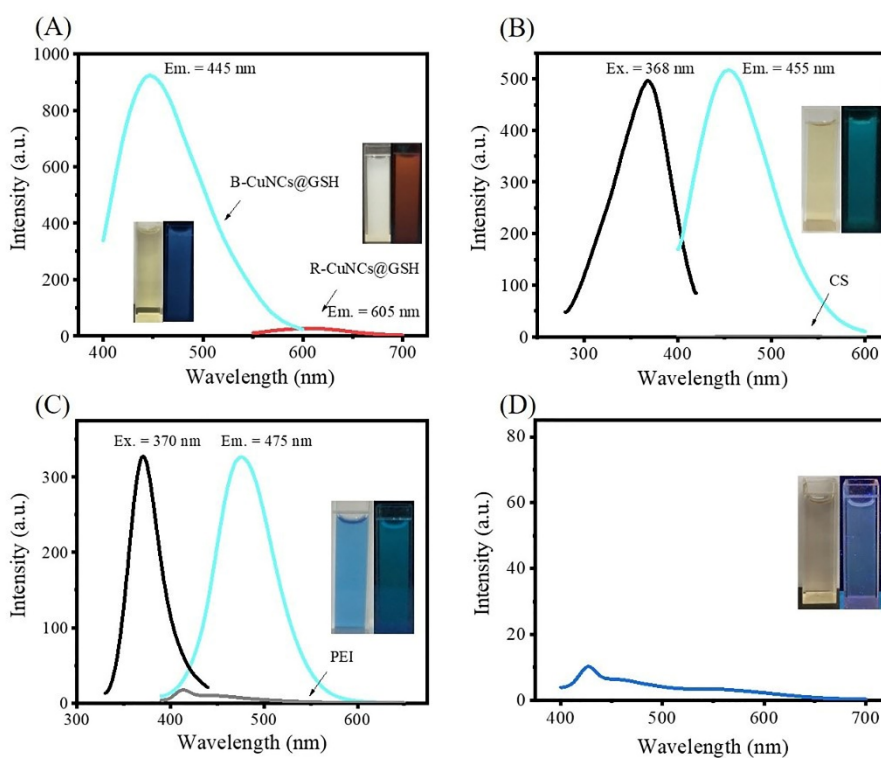 (A)
1000
800
600
400
200
0
Intensity (a.u.)
Em. = 445 nm
B-CuNCs@GSH
R-CuNCs@GSH
Em. = 605 nm
400 500 600 700
Wavelength (nm)
(B)
500
400
300
200
100
0
Intensity (a.u.)
Ex. = 368 nm Em. = 455 nm
CS
280 400 500 600
Wavelength (nm)
(C)
300
200
100
0
Intensity (a.u.)
Ex. = 370 nm Em. = 475 nm
PEI
300 400 500 600
Wavelength (nm)
(D)
80
60
40
20
0
Intensity (a.u.)
400 500 600 700
Wavelength (nm)